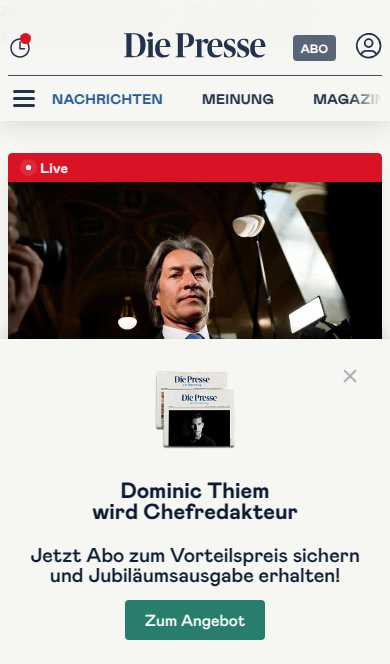 Die Presse
ABO
NACHRICHTEN MEINUNG MAGAZIN
Live
Die Presse
Die Presse
Dominic Thiem
wird Chefredakteur
Jetzt Abo zum Vorteilspreis sichern
und Jubiläumsausgabe erhalten!
Zum Angebot